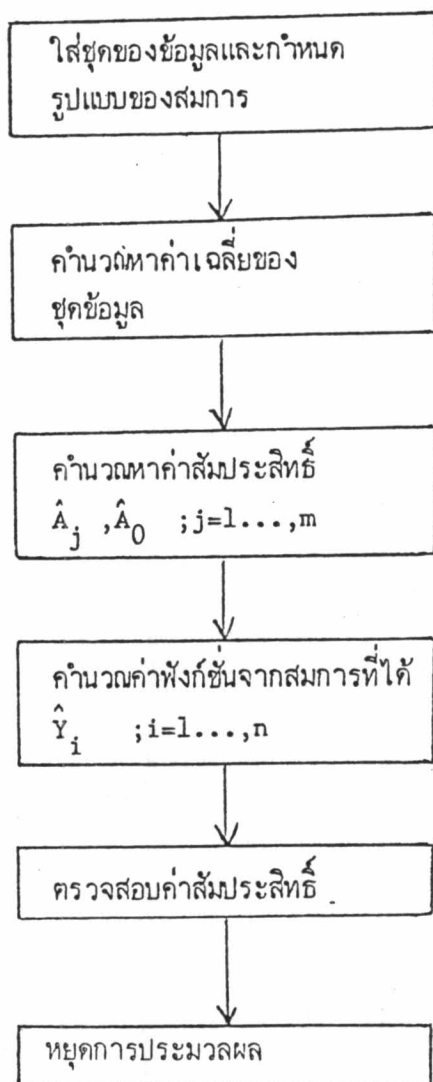 ใส่ชุดของข้อมูลและกำหนด
รูปแบบของสมการ
คำนวณหาค่าเฉลี่ยของ
ชุดข้อมูล
คำนวณหาค่าสัมประสิทธิ์
Â_j ,Â_0 ;j=1...,m
คำนวณค่าฟังก์ชั่นจากสมการที่ได้
Ŷ_i ;i=1...,n
ตรวจสอบค่าสัมประสิทธิ์
หยุดการประมวลผล